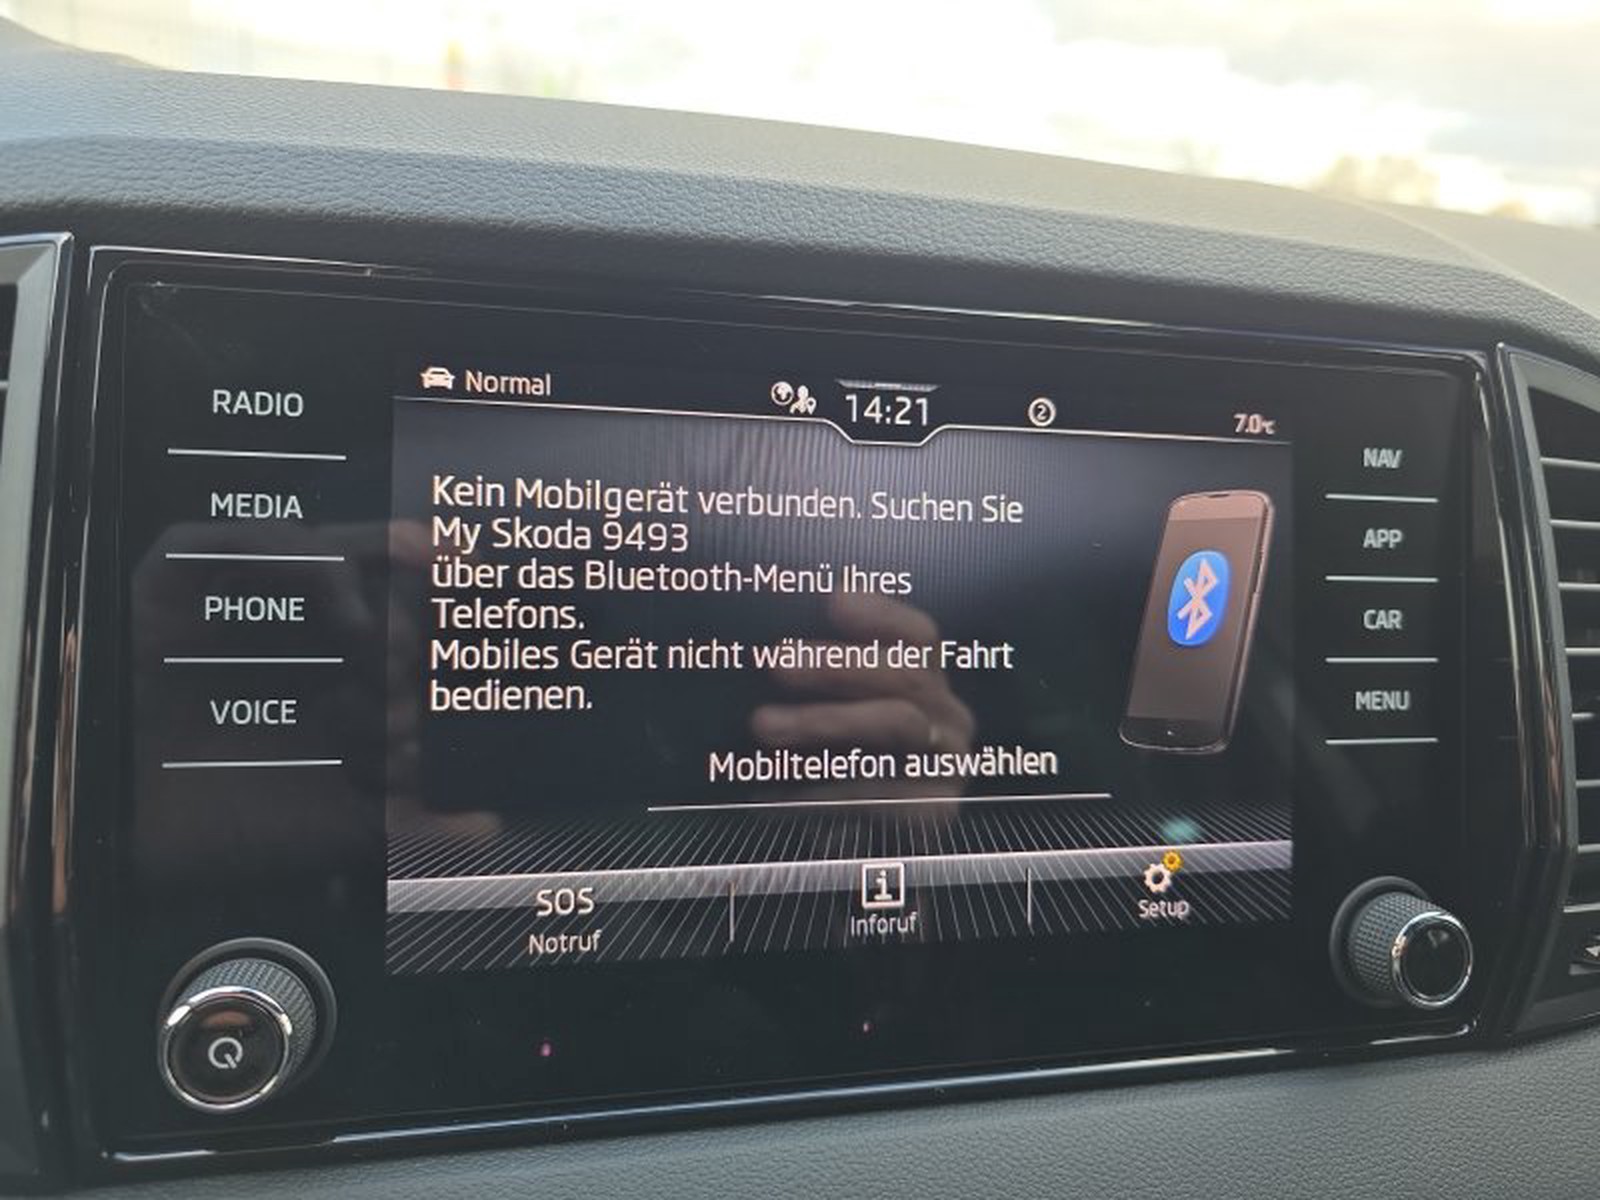 RADIO
MEDIA
PHONE
VOICE
Normal
14:21
2
7.0°C
Kein Mobilgerät verbunden. Suchen Sie
My Skoda 9493
über das Bluetooth-Menü Ihres
Telefons.
Mobiles Gerät nicht während der Fahrt
bedienen.
Mobiltelefon auswählen
SOS
Notruf
i
Inforuf
Setup
NAV
APP
CAR
MENU